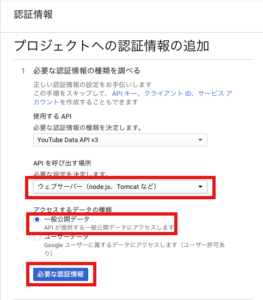 認証情報
プロジェクトへの認証情報の追加
1 必要な認証情報の種類を調べる
正しい認証情報の設定をお手伝いします
この手順をスキップして、API キー、クライアント ID、サービス ア
カウントを作成することもできます
使用する API
必要な認証情報の種類を決定します。
YouTube Data API v3
API を呼び出す場所
必要な設定を決定します。
ウェブサーバー（node.js、Tomcat など）
アクセスするデータの種類
一般公開データ
API が提供する一般公開データにアクセスします
ユーザーデータ
Google ユーザーに属するデータにアクセスします（ユーザー許可あ
り）
必要な認証情報